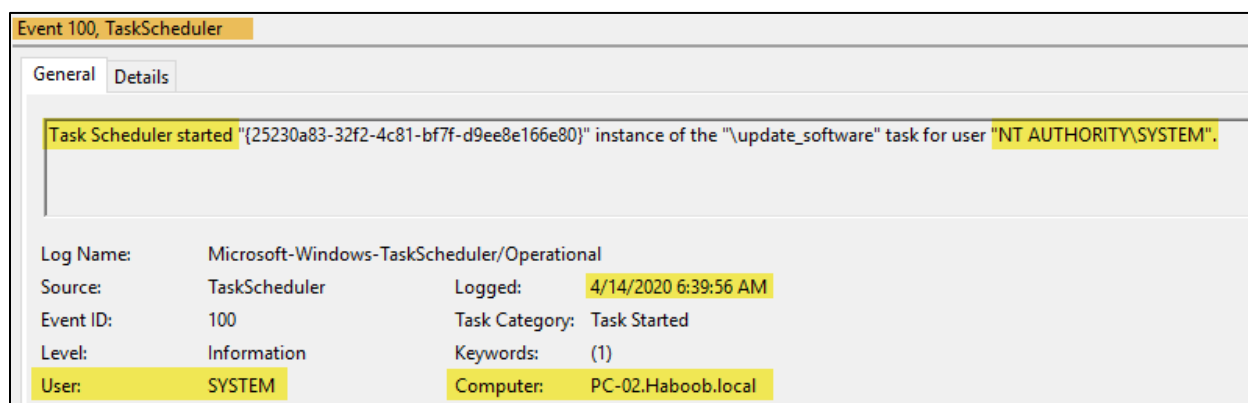 Event 100, TaskScheduler
General Details
Task Scheduler started "{25230a83-32f2-4c81-bf7f-d9ee8e166e80}" instance of the "\update_software" task for user "NT AUTHORITY\SYSTEM".
Log Name: Microsoft-Windows-TaskScheduler/Operational
Source: TaskScheduler Logged: 4/14/2020 6:39:56 AM
Event ID: 100 Task Category: Task Started
Level: Information Keywords: (1)
User: SYSTEM Computer: PC-02.Haboob.local